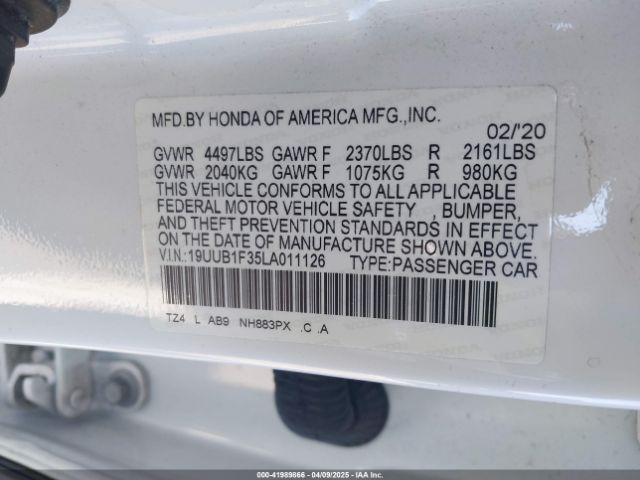 MFD.BY HONDA OF AMERICA MFG.,INC.
02/'20
GVWR 4497LBS GAWR F 2370LBS R 2161LBS
GVWR 2040KG GAWR F 1075KG R 980KG
THIS VEHICLE CONFORMS TO ALL APPLICABLE
FEDERAL MOTOR VEHICLE SAFETY , BUMPER,
AND THEFT PREVENTION STANDARDS IN EFFECT
ON THE DATE OF MANUFACTURE SHOWN ABOVE.
V.I.N.:19UUB1F35LA011126 TYPE:PASSENGER CAR
TZ4 L AB9 NH883PX .C .A
000-41989866 - 04/09/2025 - IAAI.COM